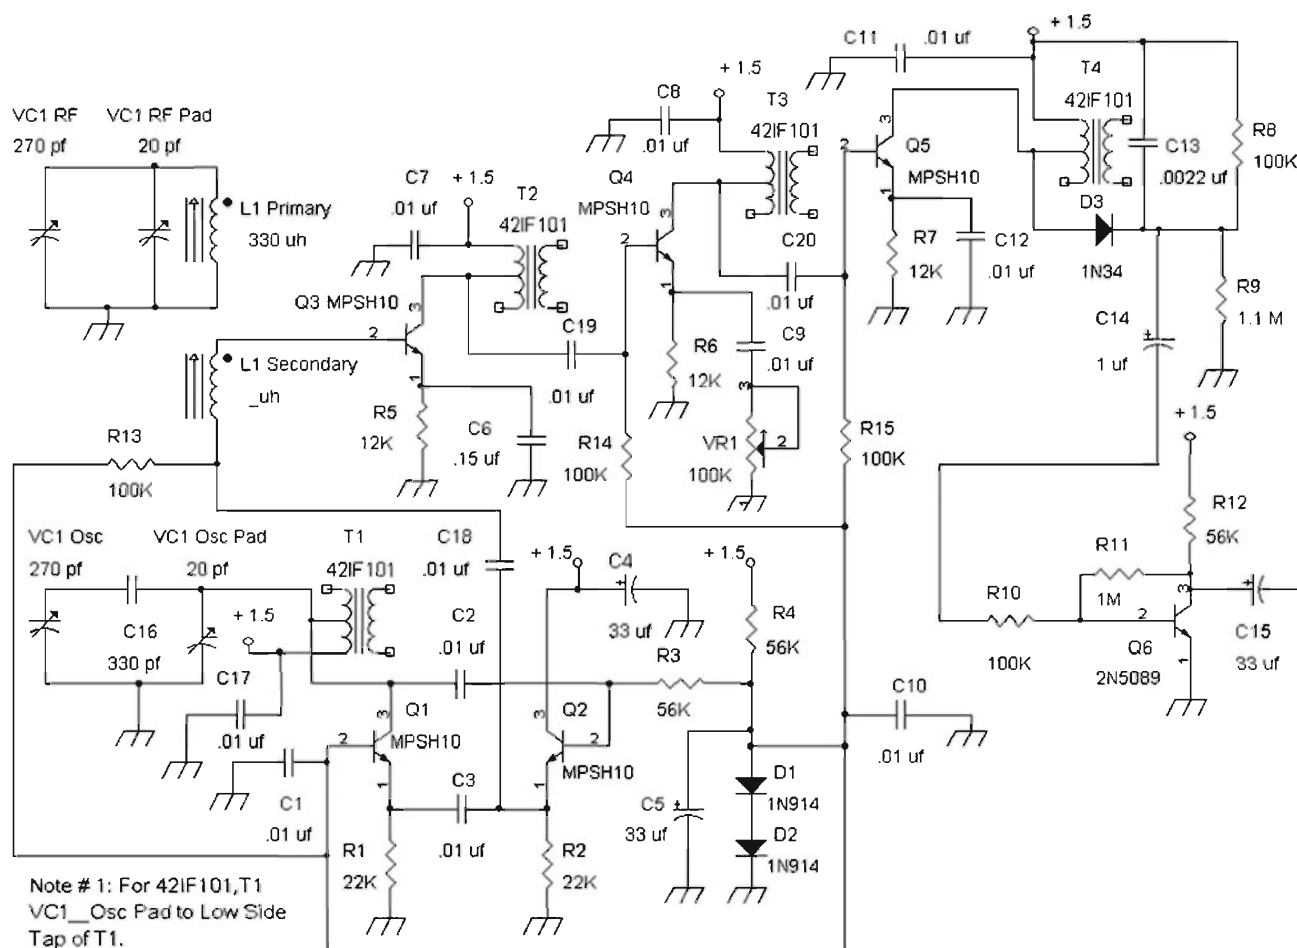 VC1 RF
270 pf
VC1 RF Pad
20 pf
L1 Primary
330 uh
L1 Secondary
_uh
R13
100K
C7
.01 uf
+ 1.5
T2
42IF101
Q3 MPSH10
3
2
1
R5
12K
C6
.15 uf
C19
.01 uf
C8
.01 uf
+ 1.5
T3
42IF101
Q4
MPSH10
3
2
1
R6
12K
C9
.01 uf
3
VR1
2
100K
1
C20
.01 uf
R14
100K
R15
100K
C11
.01 uf
+ 1.5
T4
42IF101
3
2
Q5
MPSH10
1
R7
12K
C12
.01 uf
C13
.0022 uf
R8
100K
D3
1N34
R9
1.1 M
C14
1 uf
+
+ 1.5
R12
56K
R11
1M
R10
100K
3
2
1
Q6
2N5089
+
C15
33 uf
VC1 Osc
270 pf
VC1 Osc Pad
20 pf
C16
330 pf
T1
42IF101
+ 1.5
C17
.01 uf
C18
.01 uf
C2
.01 uf
+ 1.5
C4
+
33 uf
+ 1.5
R4
56K
R3
56K
3
Q1
2
MPSH10
1
3
Q2
2
MPSH10
1
C1
.01 uf
C3
.01 uf
R1
22K
R2
22K
C5
+
33 uf
D1
1N914
D2
1N914
C10
.01 uf
Note # 1: For 42IF101,T1
VC1__Osc Pad to Low Side
Tap of T1.